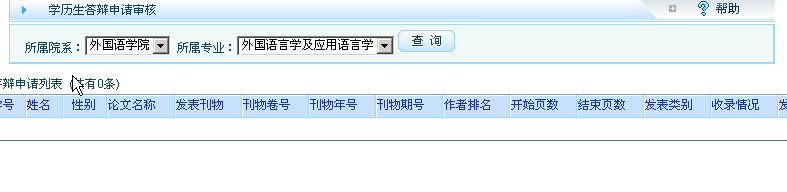 学历生答辩申请审核 帮助
所属院系： 外国语学院 所属专业： 外国语言学及应用语言学 查 询
辩申请列表 (共有0条)
号 姓名 性别 论文名称 发表刊物 刊物卷号 刊物年号 刊物期号 作者排名 开始页数 结束页数 发表类别 收录情况